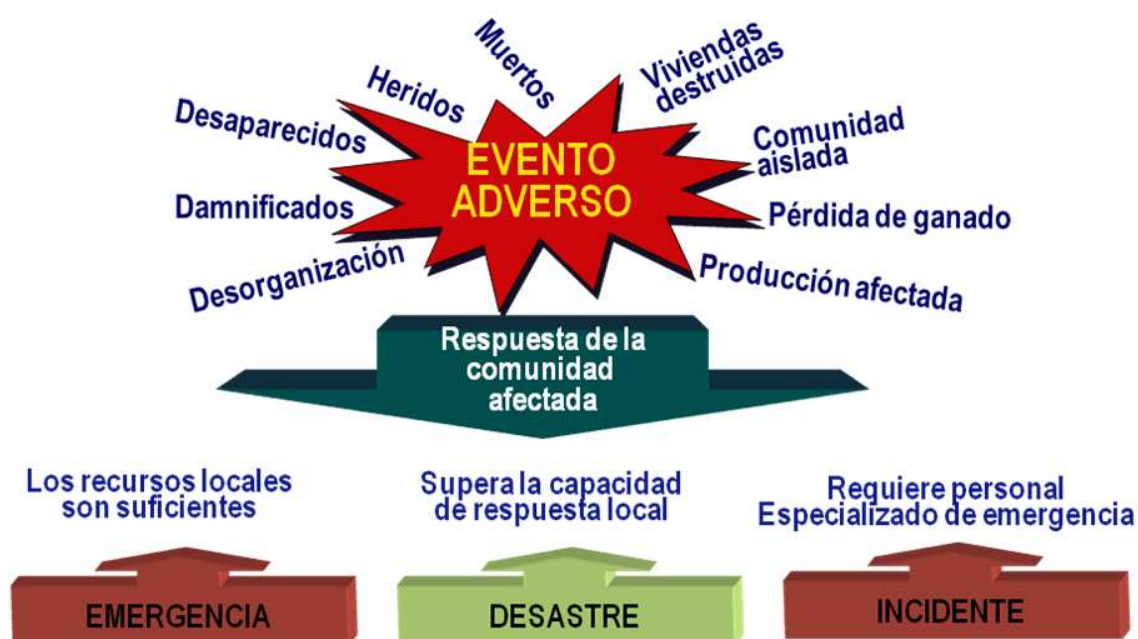 Muertos
Viviendas
destruidas
Heridos
Desaparecidos
Comunidad
aislada
EVENTO
ADVERSO
Damnificados
Pérdida de ganado
Desorganización
Producción afectada
Respuesta de la
comunidad
afectada
Los recursos locales
son suficientes
Supera la capacidad
de respuesta local
Requiere personal
Especializado de emergencia
EMERGENCIA
DESASTRE
INCIDENTE